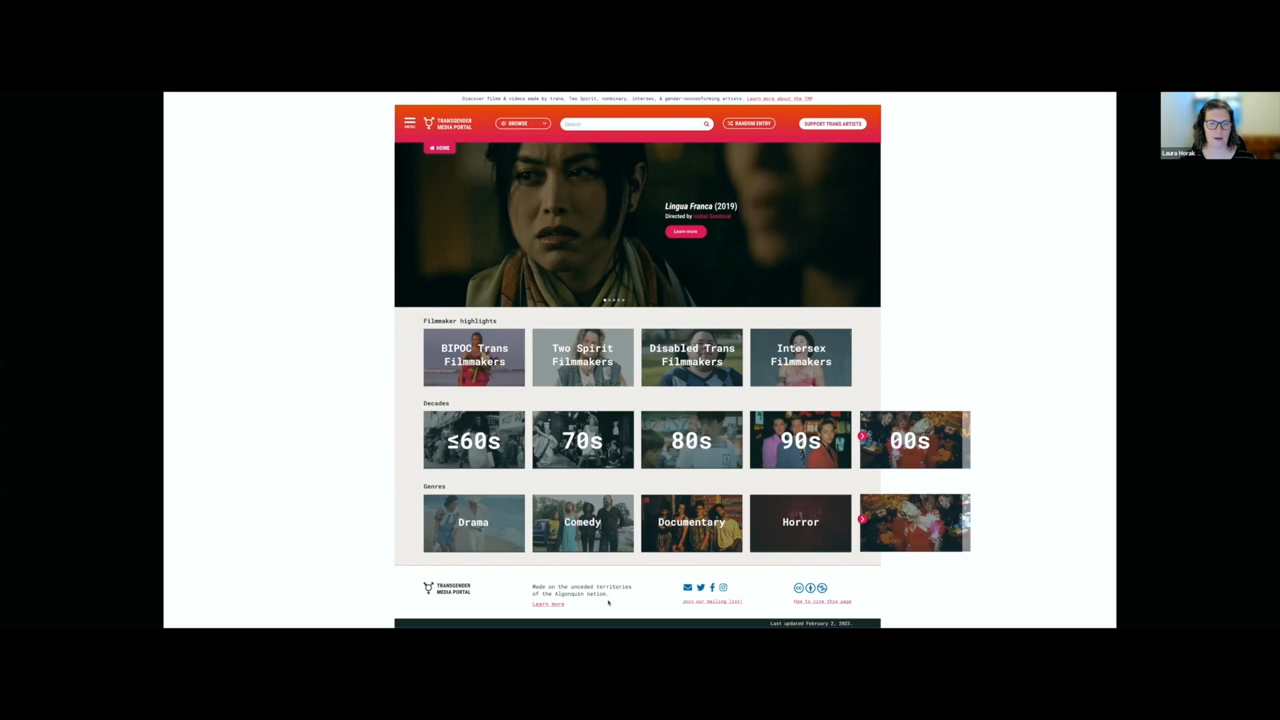 Discover films & videos made by trans, Two Spirit, nonbinary, intersex, & gender-nonconforming artists. Learn more about the TMP
MENU
TRANSGENDER
MEDIA PORTAL
BROWSE
Search
RANDOM ENTRY
SUPPORT TRANS ARTISTS
HOME
Laura Horak
Lingua Franca (2019)
Directed by Isabel Sandoval
Learn more
Filmmaker highlights
BIPOC Trans
Filmmakers
Two Spirit
Filmmakers
Disabled Trans
Filmmakers
Intersex
Filmmakers
Decades
≤60s
70s
80s
90s
00s
Genres
Drama
Comedy
Documentary
Horror
TRANSGENDER
MEDIA PORTAL
Made on the unceded territories
of the Algonquin nation.
Learn more
Join our mailing list!
How to cite this page
Last updated February 2, 2023.